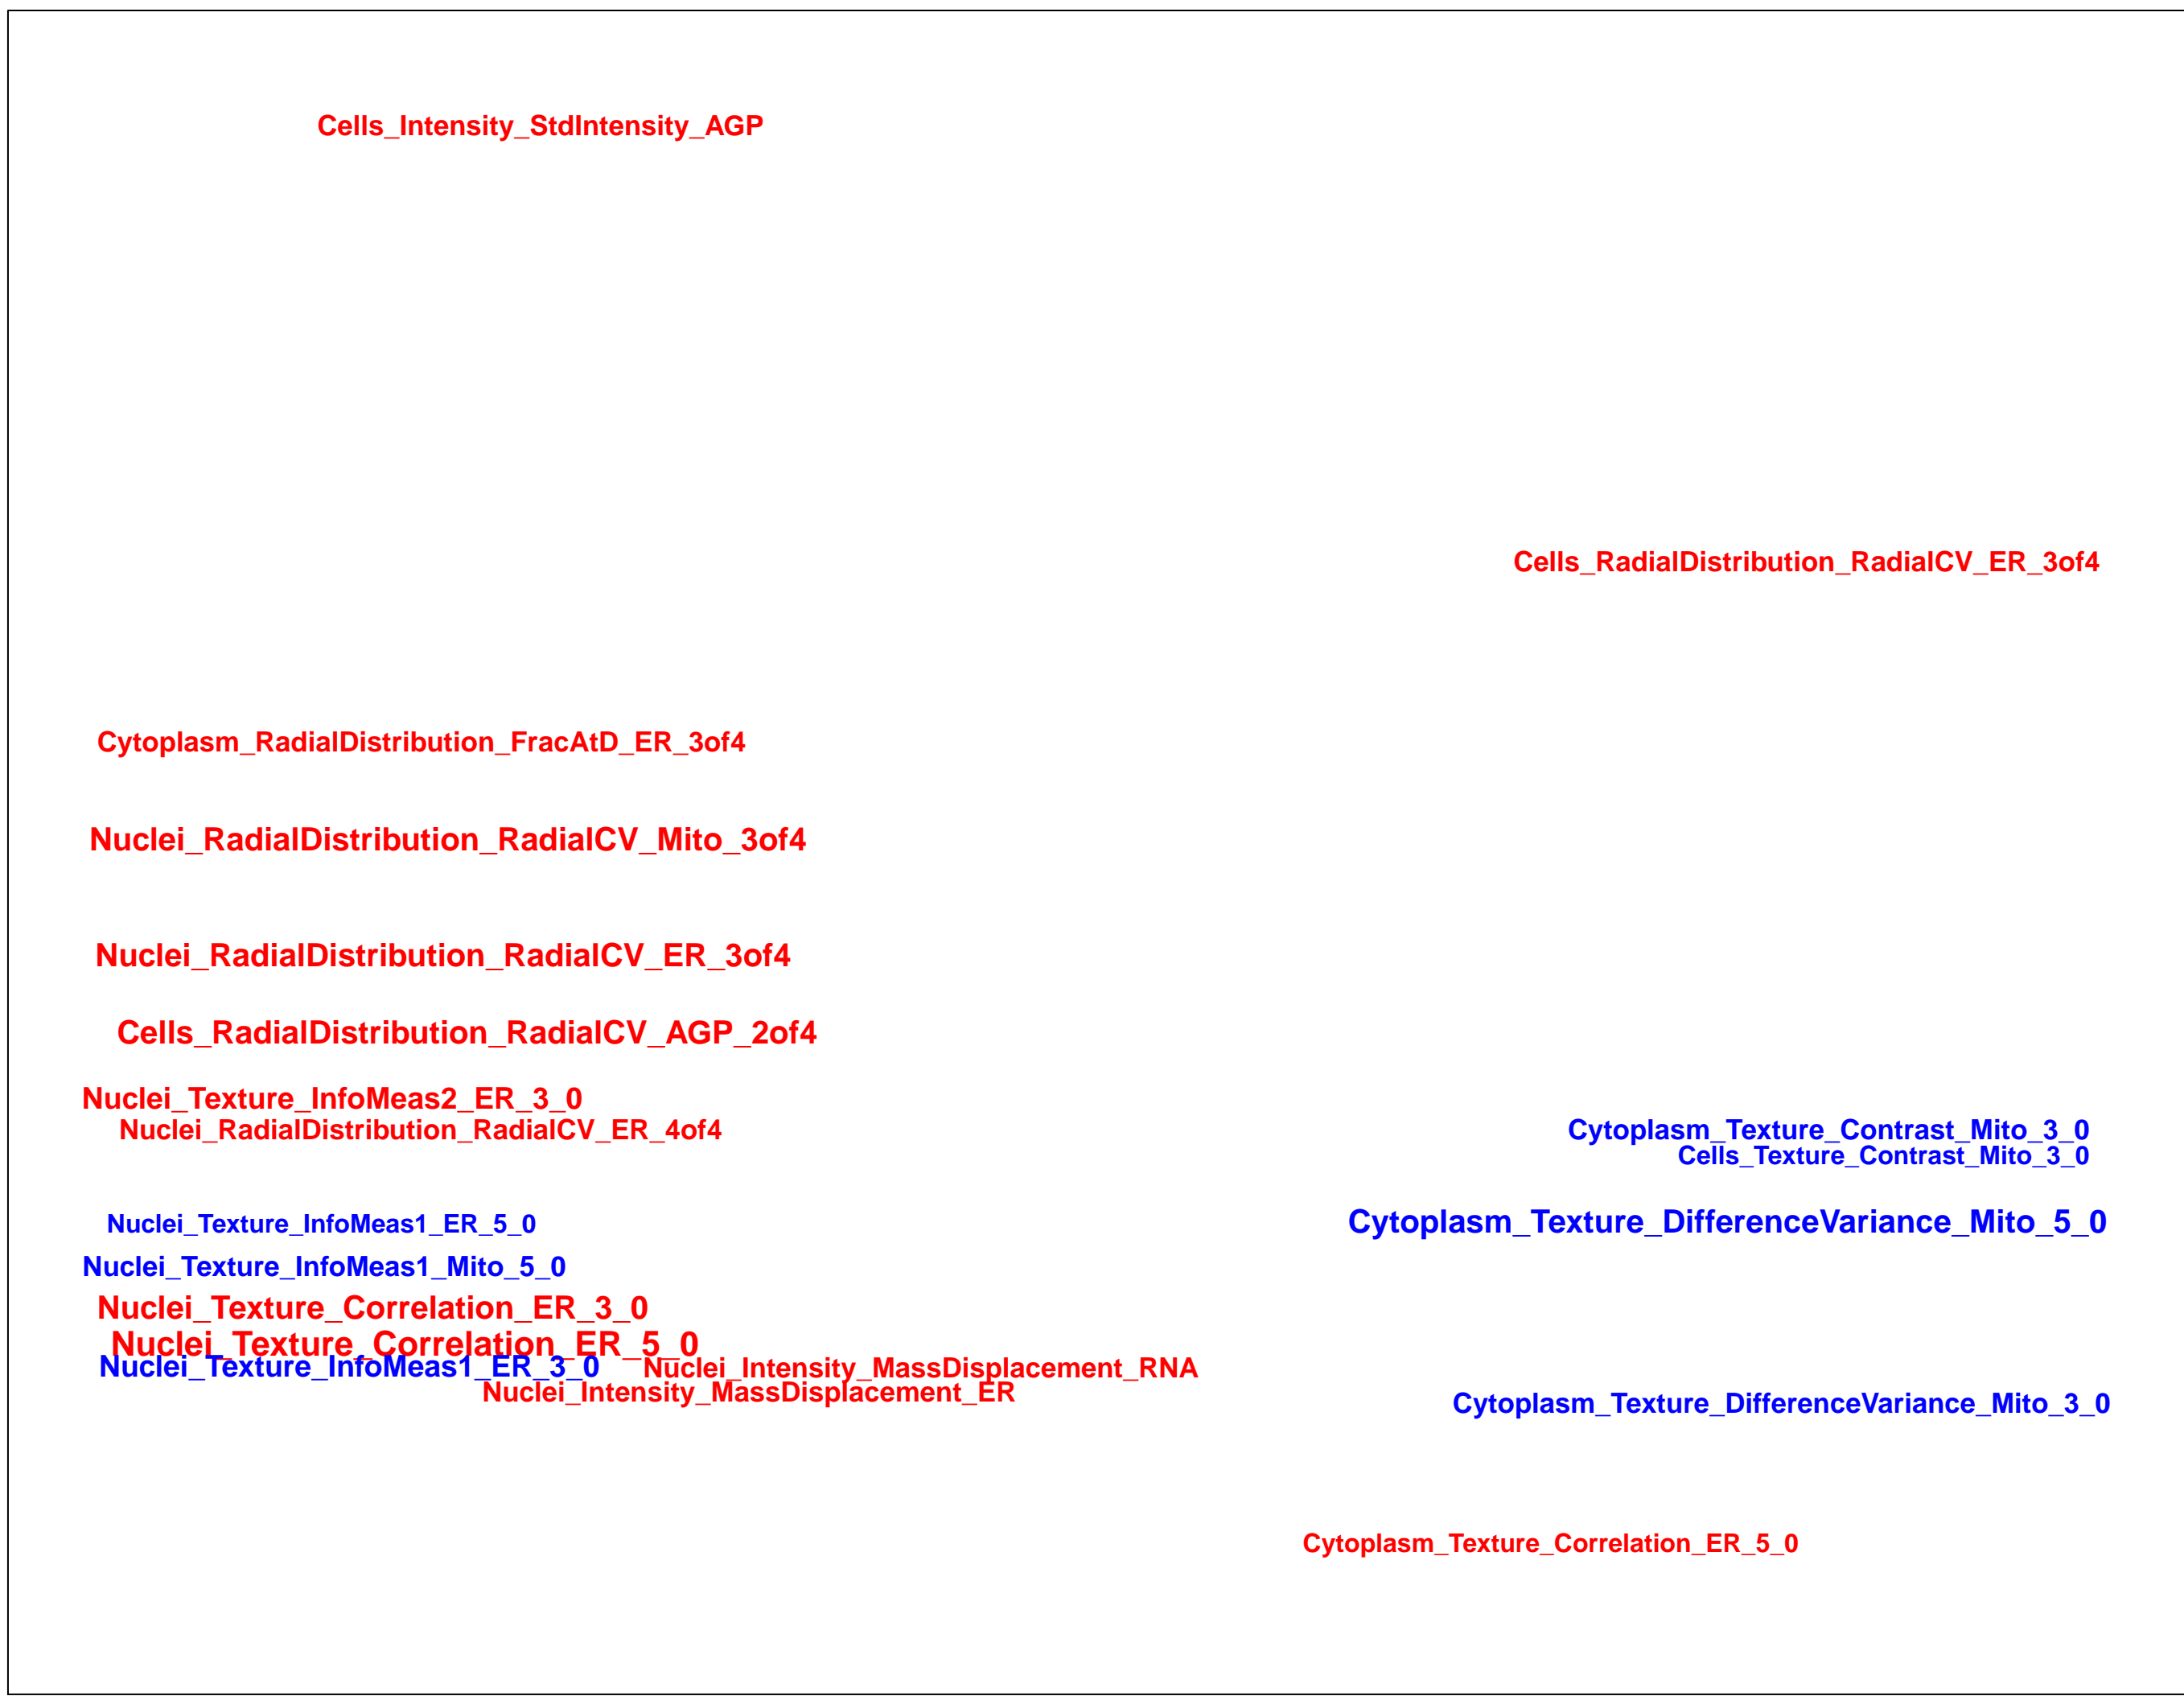 Cells_Intensity_StdIntensity_AGP
Cells_RadialDistribution_RadialCV_ER_3of4
Cytoplasm_RadialDistribution_FracAtD_ER_3of4
Nuclei_RadialDistribution_RadialCV_Mito_3of4
Nuclei_RadialDistribution_RadialCV_ER_3of4
Cells_RadialDistribution_RadialCV_AGP_2of4
Nuclei_Texture_InfoMeas2_ER_3_0
Nuclei_RadialDistribution_RadialCV_ER_4of4
Cytoplasm_Texture_Contrast_Mito_3_0
Cells_Texture_Contrast_Mito_3_0
Nuclei_Texture_InfoMeas1_ER_5_0
Cytoplasm_Texture_DifferenceVariance_Mito_5_0
Nuclei_Texture_InfoMeas1_Mito_5_0
Nuclei_Texture_Correlation_ER_3_0
Nuclei_Texture_Correlation_ER_5_0
Nuclei_Texture_InfoMeas1_ER_3_0
Nuclei_Intensity_MassDisplacement_RNA
Nuclei_Intensity_MassDisplacement_ER
Cytoplasm_Texture_DifferenceVariance_Mito_3_0
Cytoplasm_Texture_Correlation_ER_5_0